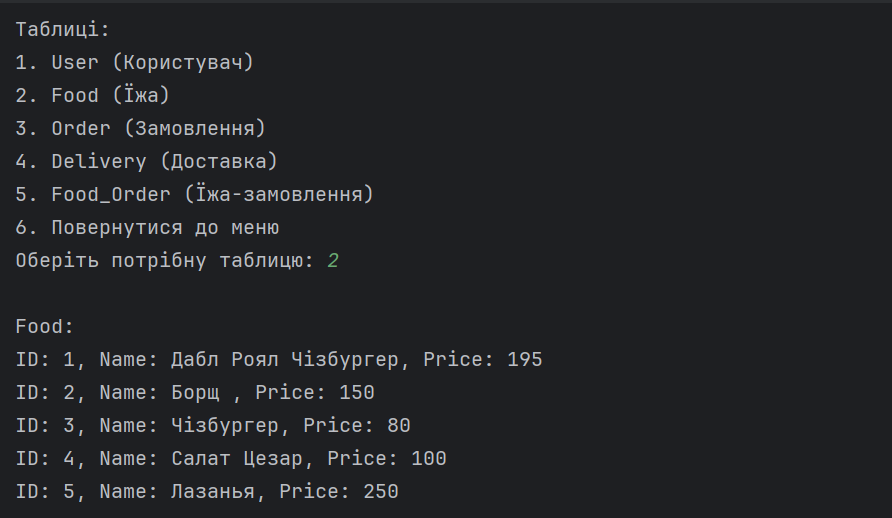 Таблиці:
1. User (Користувач)
2. Food (Їжа)
3. Order (Замовлення)
4. Delivery (Доставка)
5. Food_Order (Їжа-замовлення)
6. Повернутися до меню
Оберіть потрібну таблицю: 2
Food:
ID: 1, Name: Дабл Роял Чізбургер, Price: 195
ID: 2, Name: Борщ , Price: 150
ID: 3, Name: Чізбургер, Price: 80
ID: 4, Name: Салат Цезар, Price: 100
ID: 5, Name: Лазанья, Price: 250